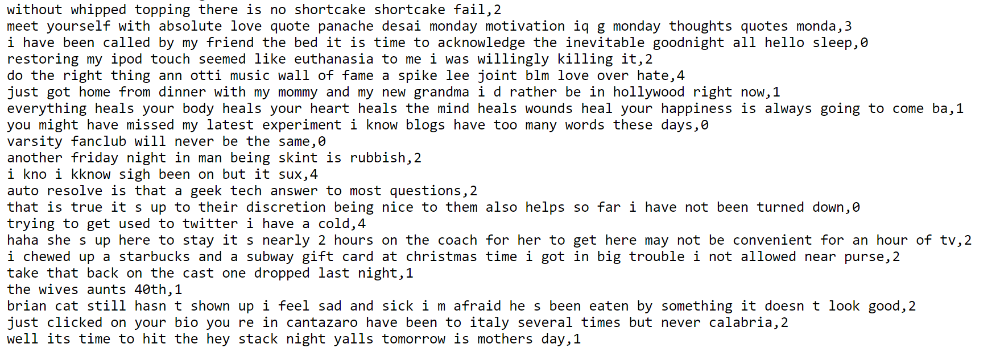 without whipped topping there is no shortcake shortcake fail,2
meet yourself with absolute love quote panache desai monday motivation iq g monday thoughts quotes monda,3
i have been called by my friend the bed it is time to acknowledge the inevitable goodnight all hello sleep,0
restoring my ipod touch seemed like euthanasia to me i was willingly killing it,2
do the right thing ann otti music wall of fame a spike lee joint blm love over hate,4
just got home from dinner with my mommy and my new grandma i d rather be in hollywood right now,1
everything heals your body heals your heart heals the mind heals wounds heal your happiness is always going to come ba,1
you might have missed my latest experiment i know blogs have too many words these days,0
varsity fanclub will never be the same,0
another friday night in man being skint is rubbish,2
i kno i kknow sigh been on but it sux,4
auto resolve is that a geek tech answer to most questions,2
that is true it s up to their discretion being nice to them also helps so far i have not been turned down,0
trying to get used to twitter i have a cold,4
haha she s up here to stay it s nearly 2 hours on the coach for her to get here may not be convenient for an hour of tv,2
i chewed up a starbucks and a subway gift card at christmas time i got in big trouble i not allowed near purse,2
take that back on the cast one dropped last night,1
the wives aunts 40th,1
brian cat still hasn t shown up i feel sad and sick i m afraid he s been eaten by something it doesn t look good,2
just clicked on your bio you re in cantazaro have been to italy several times but never calabria,2
well its time to hit the hey stack night yalls tomorrow is mothers day,1